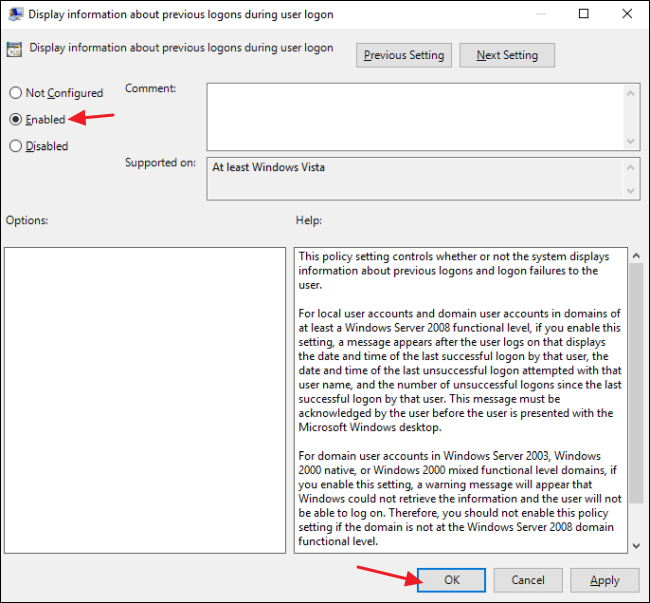 Display information about previous logons during user logon
Display information about previous logons during user logon
Previous Setting
Next Setting
Not Configured
Comment:
Enabled
Disabled
Supported on:
At least Windows Vista
Options:
Help:
This policy setting controls whether or not the system displays
information about previous logons and logon failures to the
user.
For local user accounts and domain user accounts in domains of
at least a Windows Server 2008 functional level, if you enable this
setting, a message appears after the user logs on that displays
the date and time of the last successful logon by that user, the
date and time of the last unsuccessful logon attempted with that
user name, and the number of unsuccessful logons since the last
successful logon by that user. This message must be
acknowledged by the user before the user is presented with the
Microsoft Windows desktop.
For domain user accounts in Windows Server 2003, Windows
2000 native, or Windows 2000 mixed functional level domains, if
you enable this setting, a warning message will appear that
Windows could not retrieve the information and the user will not
be able to log on. Therefore, you should not enable this policy
setting if the domain is not at the Windows Server 2008 domain
functional level.
OK
Cancel
Apply